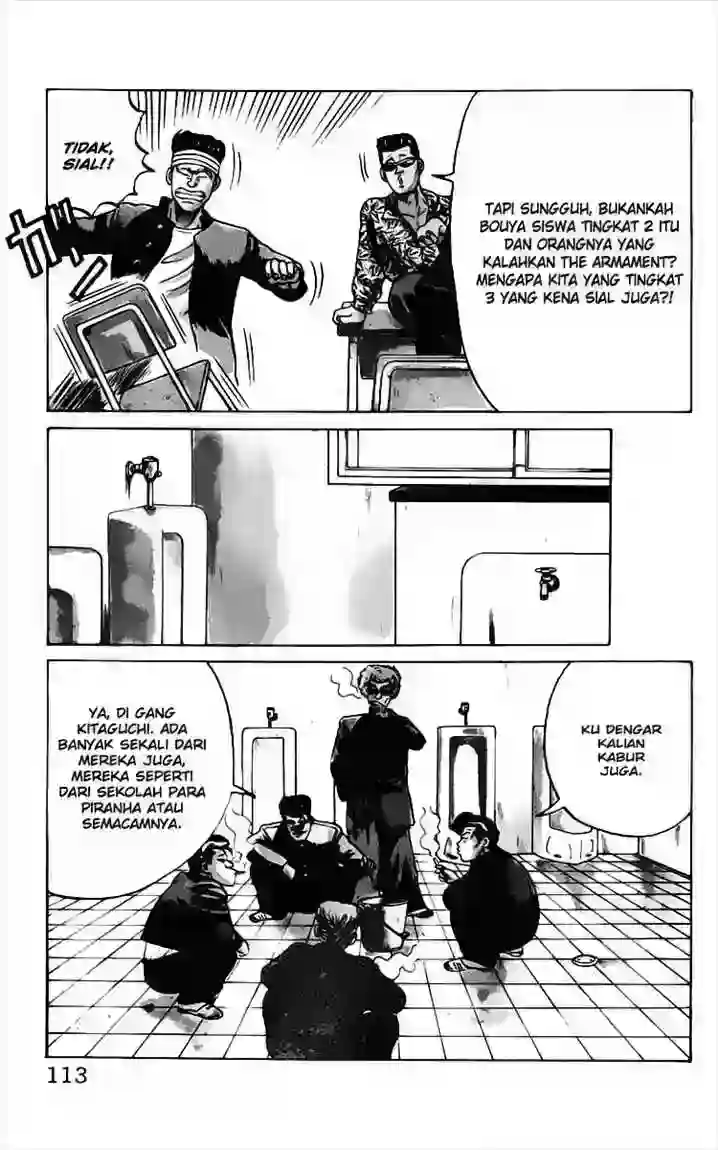 TIDAK,
SIAL!!
TAPI SUNGGUH, BUKANKAH
BOUYA SISWA TINGKAT 2 ITU
DAN ORANGNYA YANG
KALAHKAN THE ARMAMENT?
MENGAPA KITA YANG TINGKAT
3 YANG KENA SIAL JUGA?!
ガッ
YA, DI GANG
KITAGUCHI. ADA
BANYAK SEKALI DARI
MEREKA JUGA,
MEREKA SEPERTI
DARI SEKOLAH PARA
PIRANHA ATAU
SEMACAMNYA.
KU DENGAR
KALIAN
KABUR
JUGA.
113